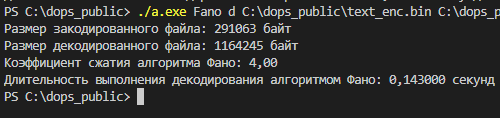 PS C:\dops_public> ./a.exe Fano d C:\dops_public\text_enc.bin C:\dops_pu
Размер закодированного файла: 291063 байт
Размер декодированного файла: 1164245 байт
Коэффициент сжатия алгоритма Фано: 4,00
Длительность выполнения декодирования алгоритмом Фано: 0,143000 секунд
PS C:\dops_public>